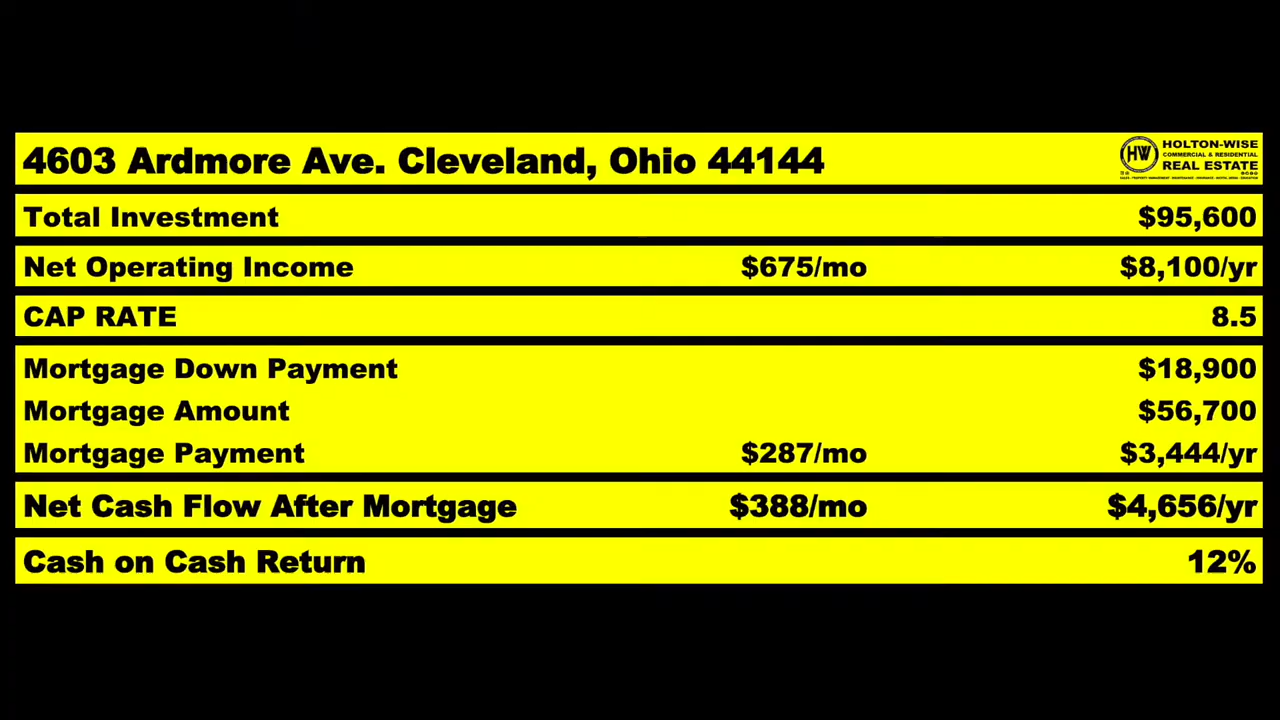 4603 Ardmore Ave. Cleveland, Ohio 44144
HW
HOLTON-WISE
COMMERCIAL & RESIDENTIAL
REAL ESTATE
Total Investment $95,600
Net Operating Income $675/mo $8,100/yr
CAP RATE 8.5
Mortgage Down Payment $18,900
Mortgage Amount $56,700
Mortgage Payment $287/mo $3,444/yr
Net Cash Flow After Mortgage $388/mo $4,656/yr
Cash on Cash Return 12%